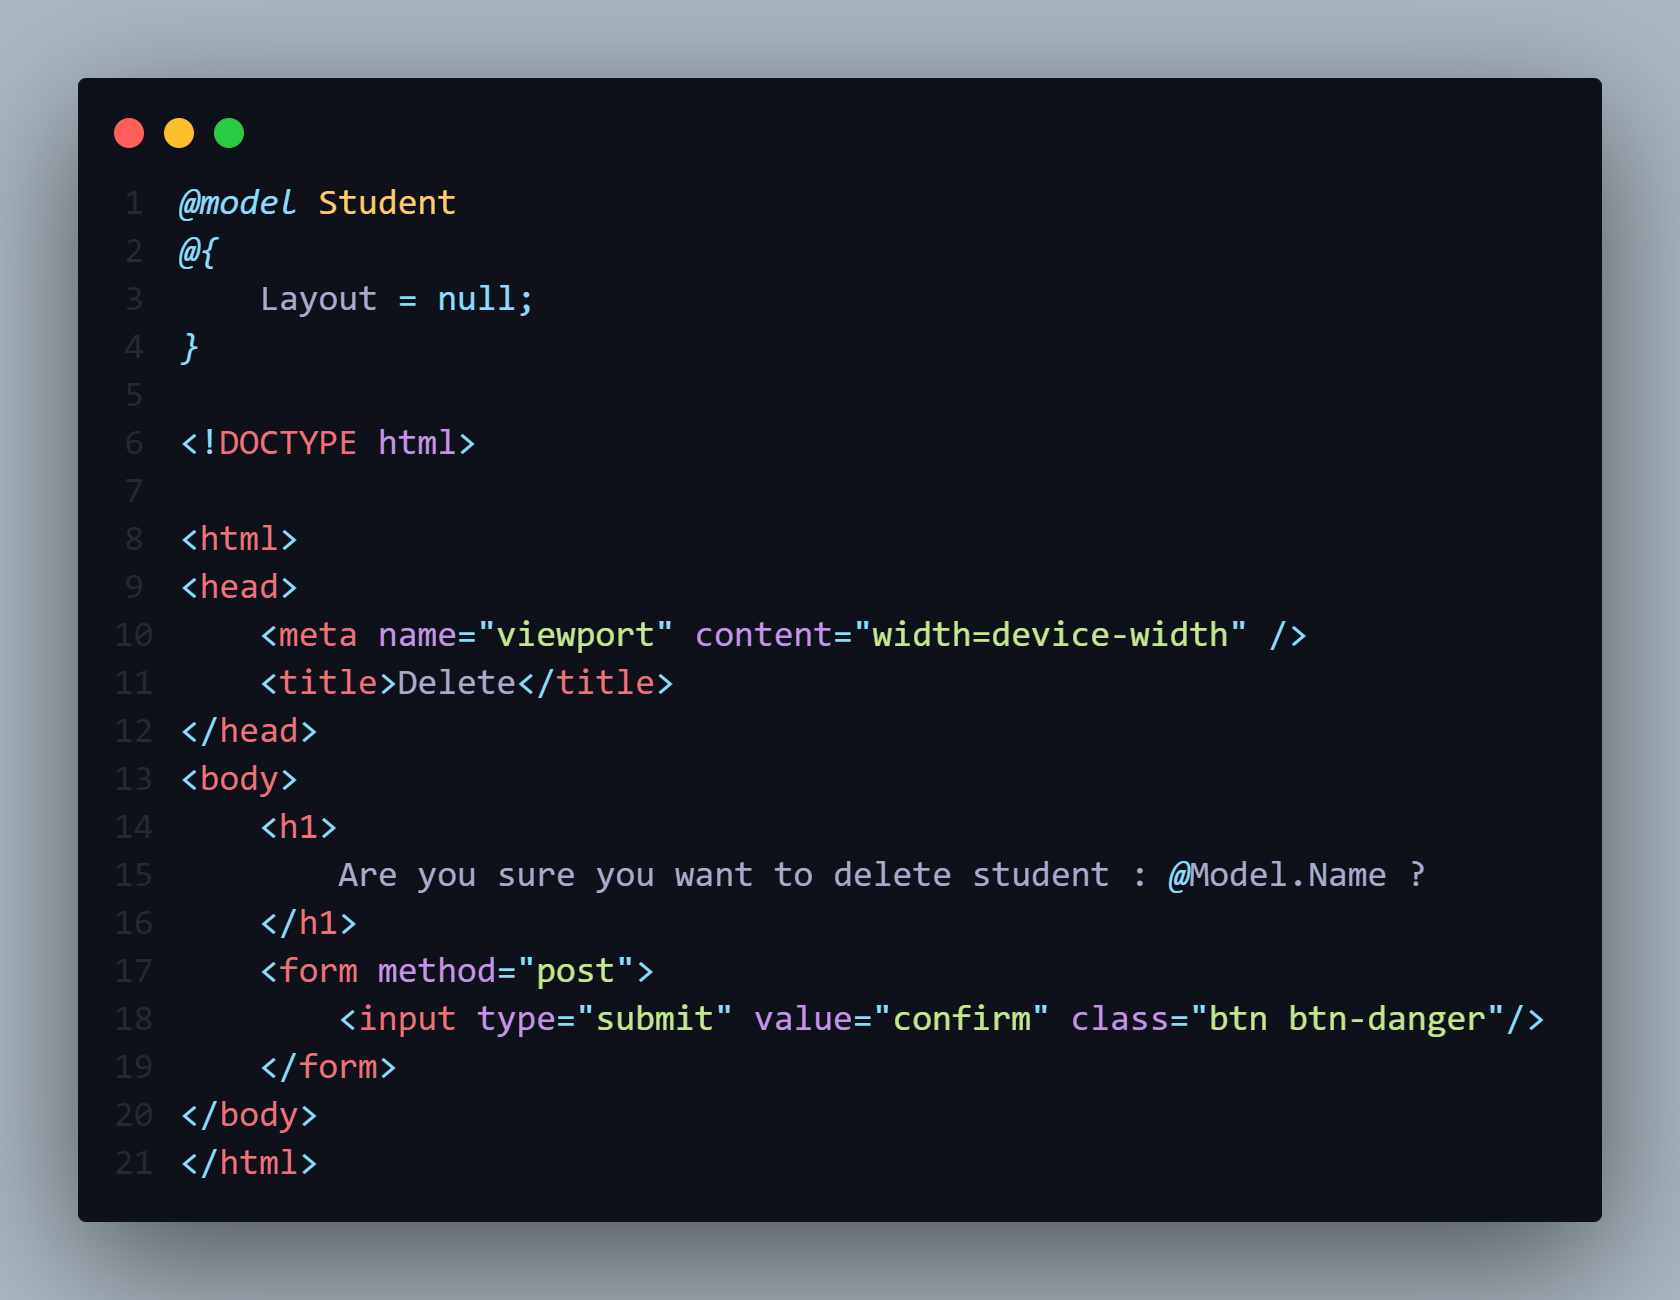 1 @model Student
2 @{
3     Layout = null;
4 }
5
6 <!DOCTYPE html>
7
8 <html>
9 <head>
10     <meta name="viewport" content="width=device-width" />
11     <title>Delete</title>
12 </head>
13 <body>
14     <h1>
15         Are you sure you want to delete student : @Model.Name ?
16     </h1>
17     <form method="post">
18         <input type="submit" value="confirm" class="btn btn-danger"/>
19     </form>
20 </body>
21 </html>